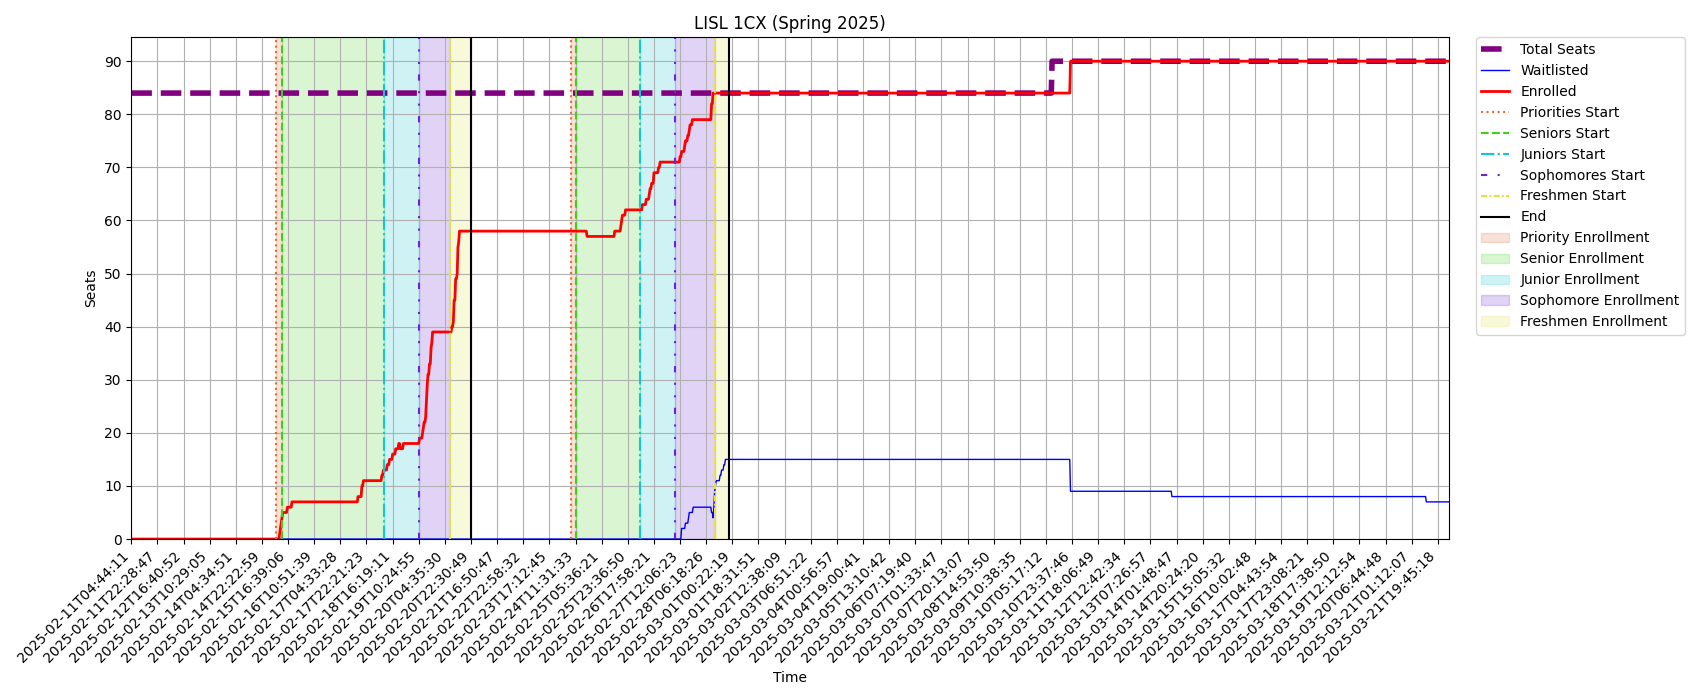 LISL 1CX (Spring 2025)
Seats
90
80
70
60
50
40
30
20
10
0
2025-02-11T04:44:11
2025-02-11T22:28:47
2025-02-12T16:40:52
2025-02-13T10:29:05
2025-02-14T04:34:51
2025-02-14T22:22:59
2025-02-15T16:39:06
2025-02-16T10:51:39
2025-02-17T04:33:28
2025-02-17T22:21:23
2025-02-18T16:19:11
2025-02-19T10:24:55
2025-02-20T04:35:30
2025-02-20T22:30:49
2025-02-21T16:50:47
2025-02-22T22:58:32
2025-02-23T17:12:45
2025-02-24T11:31:33
2025-02-25T05:36:21
2025-02-25T23:36:50
2025-02-26T17:58:21
2025-02-27T12:06:23
2025-02-28T06:18:26
2025-03-01T00:22:19
2025-03-01T18:31:51
2025-03-02T12:38:09
2025-03-03T06:51:22
2025-03-04T00:56:57
2025-03-04T19:00:41
2025-03-05T13:10:42
2025-03-06T07:19:40
2025-03-07T01:33:47
2025-03-07T20:13:07
2025-03-08T14:53:50
2025-03-09T10:38:35
2025-03-10T05:17:12
2025-03-10T23:37:46
2025-03-11T18:06:49
2025-03-12T12:42:34
2025-03-13T07:26:57
2025-03-14T01:48:47
2025-03-14T20:24:20
2025-03-15T15:05:32
2025-03-16T10:02:48
2025-03-17T04:43:54
2025-03-17T23:08:21
2025-03-18T17:38:50
2025-03-19T12:12:54
2025-03-20T06:44:48
2025-03-21T01:12:07
2025-03-21T19:45:18
Time
Total Seats
Waitlisted
Enrolled
Priorities Start
Seniors Start
Juniors Start
Sophomores Start
Freshmen Start
End
Priority Enrollment
Senior Enrollment
Junior Enrollment
Sophomore Enrollment
Freshmen Enrollment